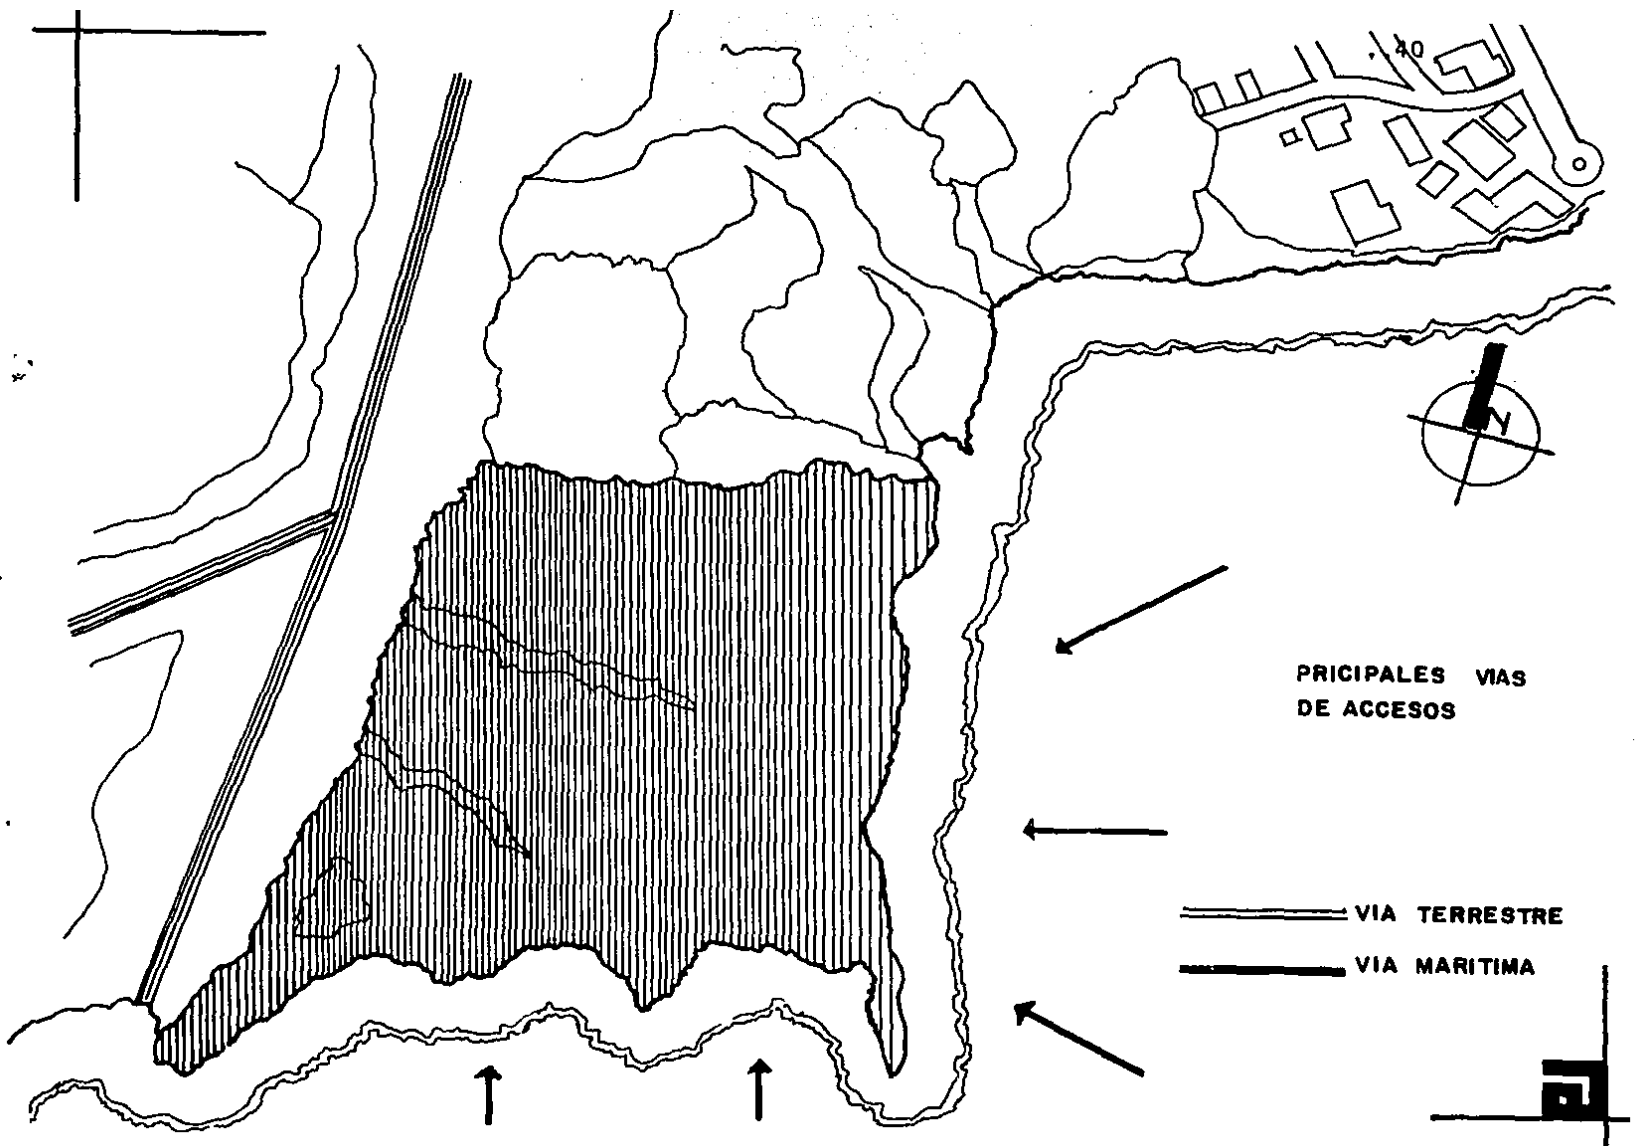 40
N
PRICIPALES VIAS
DE ACCESOS
VIA TERRESTRE
VIA MARITIMA